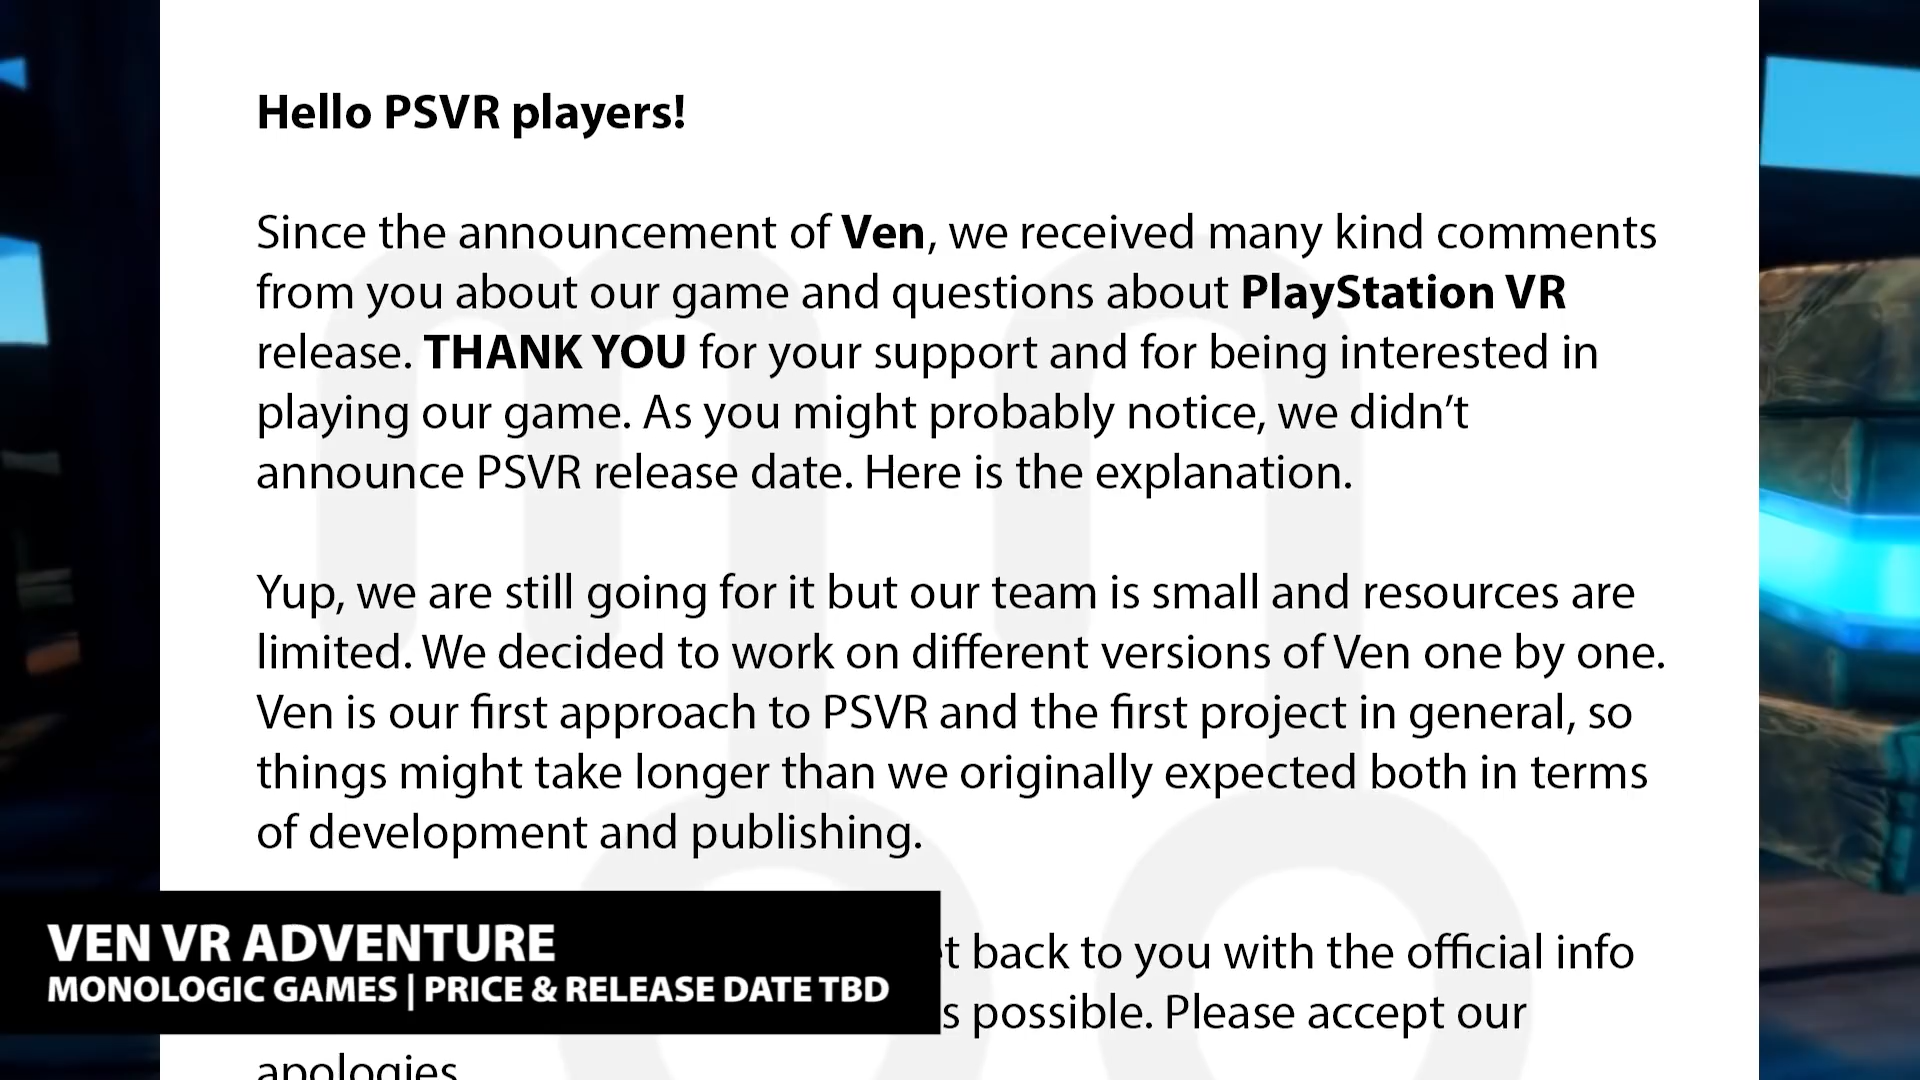 Hello PSVR players!
Since the announcement of Ven, we received many kind comments
from you about our game and questions about PlayStation VR
release. THANK YOU for your support and for being interested in
playing our game. As you might probably notice, we didn’t
announce PSVR release date. Here is the explanation.
Yup, we are still going for it but our team is small and resources are
limited. We decided to work on different versions of Ven one by one.
Ven is our first approach to PSVR and the first project in general, so
things might take longer than we originally expected both in terms
of development and publishing.
back to you with the official info
possible. Please accept our
apologies
VEN VR ADVENTURE
MONOLOGIC GAMES | PRICE & RELEASE DATE TBD